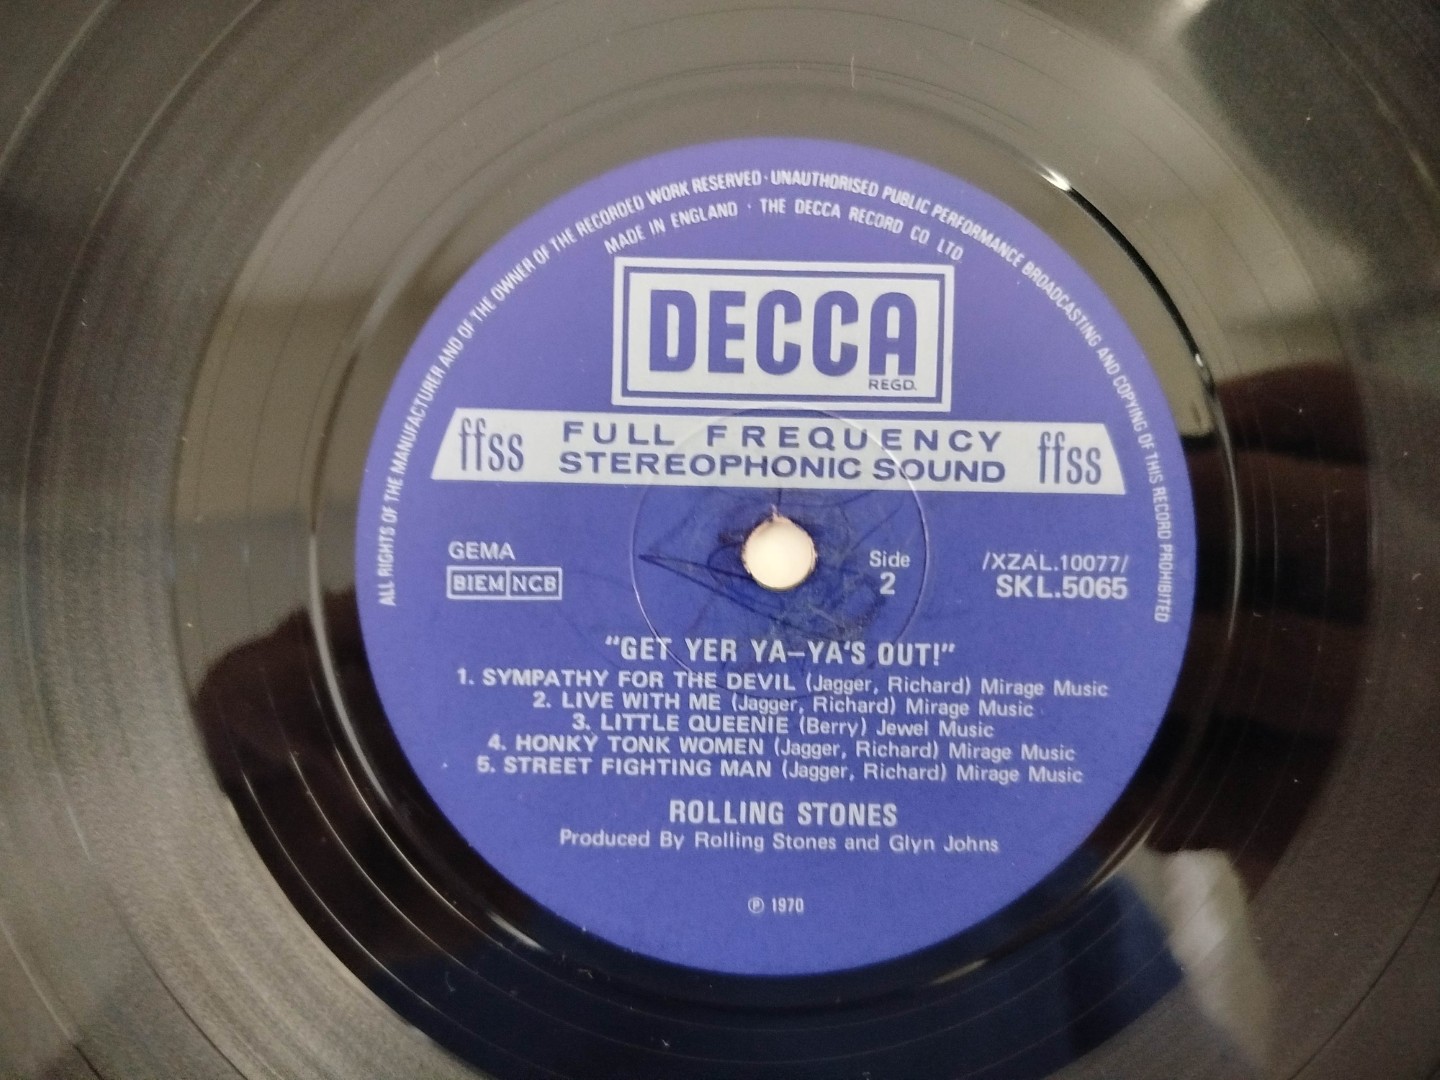 ALL RIGHTS OF THE MANUFACTURER AND OF THE OWNER OF THE RECORDED WORK RESERVED · UNAUTHORISED PUBLIC PERFORMANCE BROADCASTING AND COPYING OF THIS RECORD PROHIBITED
MADE IN ENGLAND · THE DECCA RECORD CO LTD
DECCA
REGD.
ffss FULL FREQUENCY ffss
STEREOPHONIC SOUND
GEMA
BIEM NCB
Side
2
/XZAL.10077/
SKL.5065
"GET YER YA–YA'S OUT!"
1. SYMPATHY FOR THE DEVIL (Jagger, Richard) Mirage Music
2. LIVE WITH ME (Jagger, Richard) Mirage Music
3. LITTLE QUEENIE (Berry) Jewel Music
4. HONKY TONK WOMEN (Jagger, Richard) Mirage Music
5. STREET FIGHTING MAN (Jagger, Richard) Mirage Music
ROLLING STONES
Produced By Rolling Stones and Glyn Johns
℗ 1970